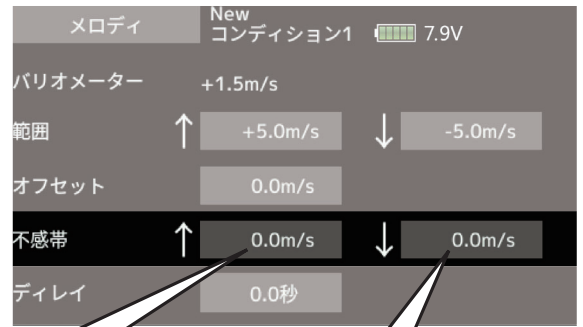 メロディ
New
コンディション1 7.9V
バリオメーター +1.5m/s
範囲 ↑ +5.0m/s ↓ -5.0m/s
オフセット 0.0m/s
不感帯 ↑ 0.0m/s ↓ 0.0m/s
ディレイ 0.0秒